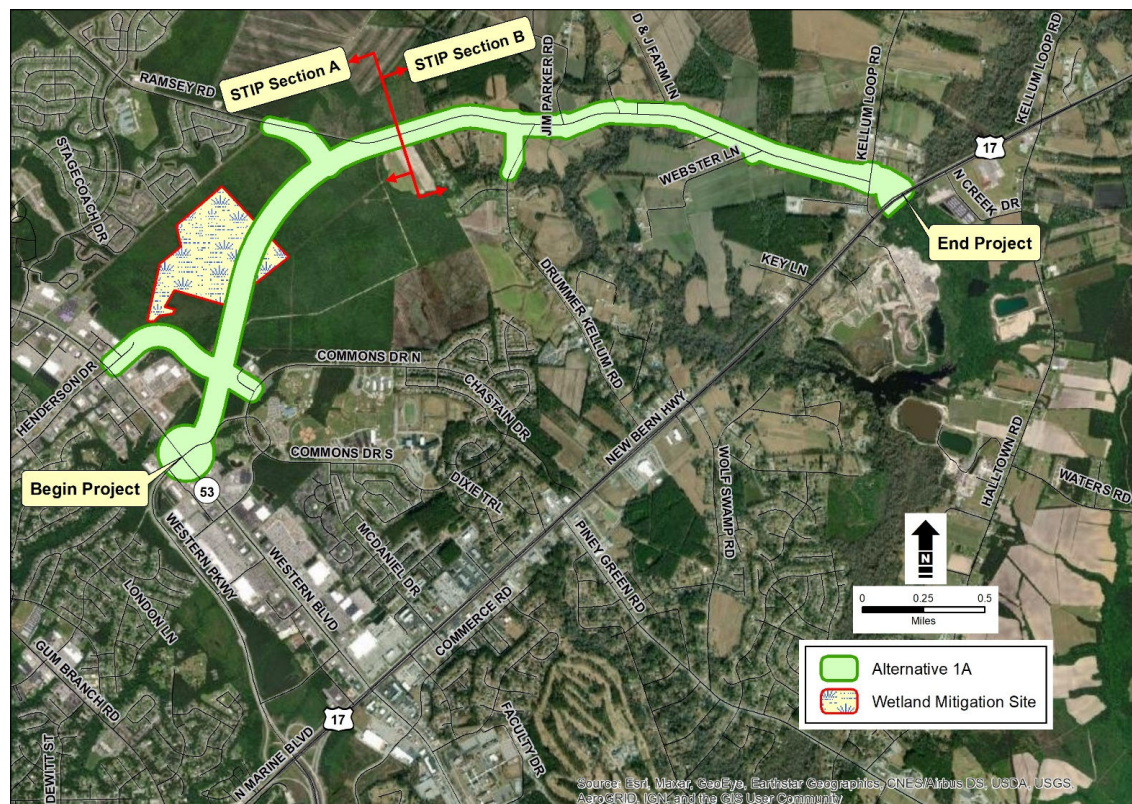 RAMSEY RD
STIP Section A
STIP Section B
JIM PARKER RD
D & J FARM LN
KELLUM LOOP RD
KELLUM LOOP RD
17
STAGECOACH DR
WEBSTER LN
N CREEK DR
End Project
KEY LN
DRUMMER KELLUM RD
HENDERSON DR
COMMONS DR N
CHASTAIN DR
COMMONS DR S
NEW BERN HWY
Begin Project
53
DIXIE TRL
WOLF SWAMP RD
HALLTOWN RD
WATERS RD
WESTERN PKWY
WESTERN BLVD
MCDANIEL DR
PINEY GREEN RD
LONDON LN
COMMERCE RD
GUM BRANCH RD
17
FACULTY DR
N MARINE BLVD
DEWITT ST
N
0 0.25 0.5
Miles
Alternative 1A
Wetland Mitigation Site
Source: Esri, Maxar, GeoEye, Earthstar Geographics, CNES/Airbus DS, USDA, USGS,
AeroGRID, IGN, and the GIS User Community